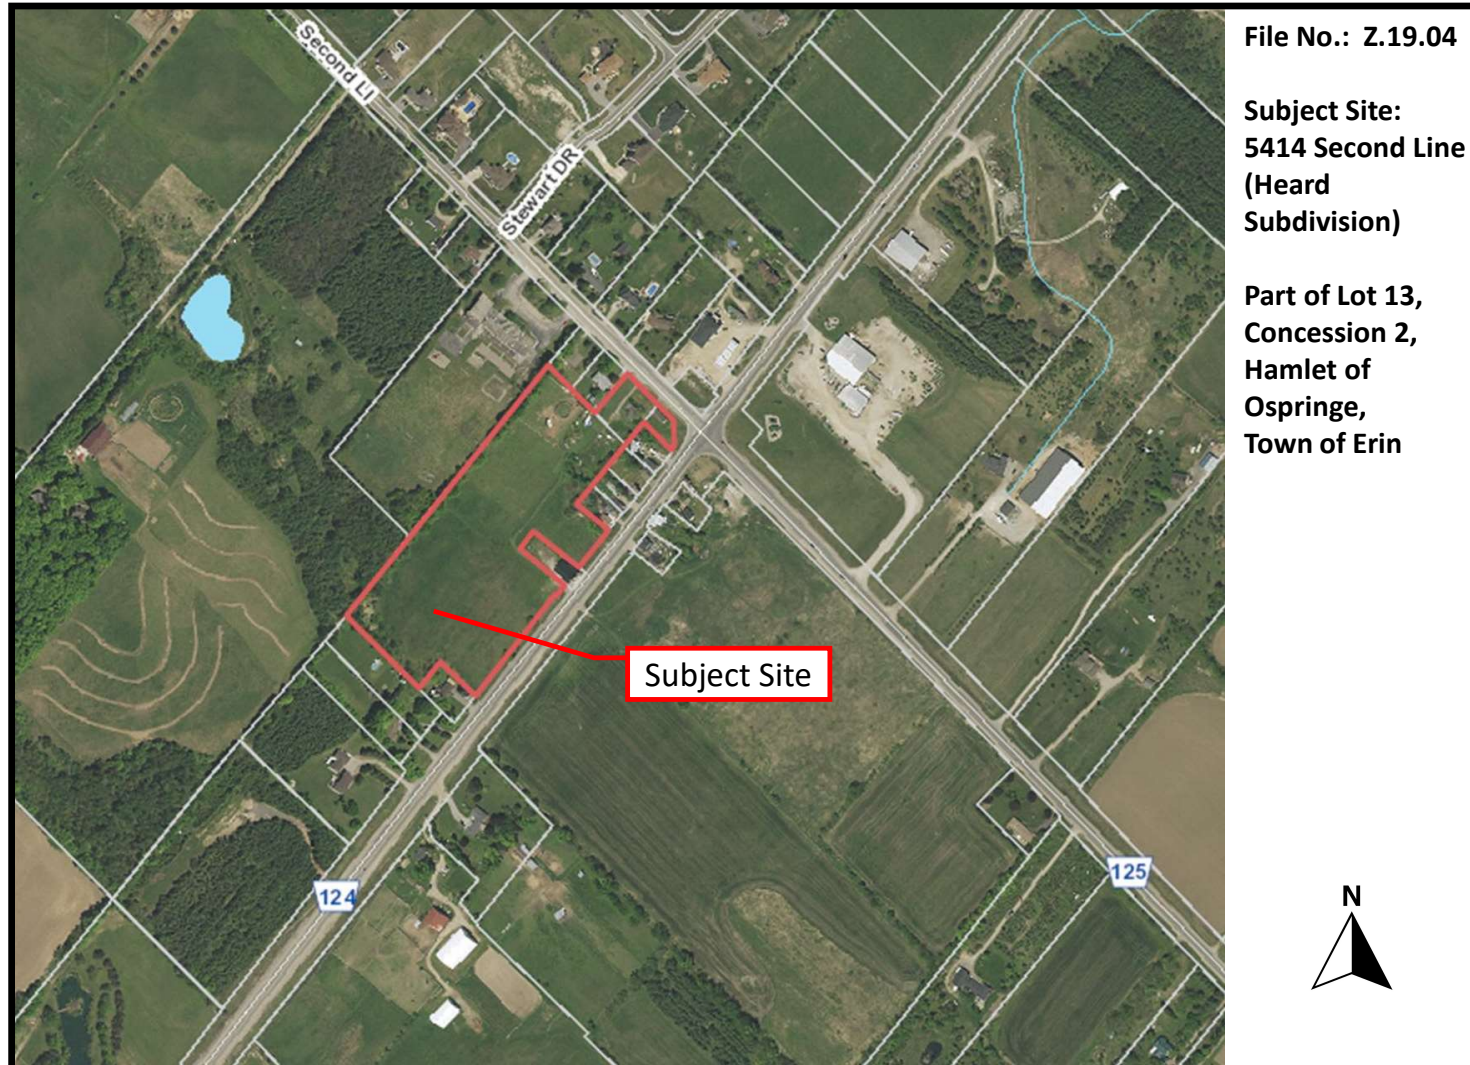 File No.: Z.19.04
Subject Site:
5414 Second Line
(Heard
Subdivision)
Part of Lot 13,
Concession 2,
Hamlet of
Ospringe,
Town of Erin
Second LI
Stewart DR
Subject Site
124
125
N